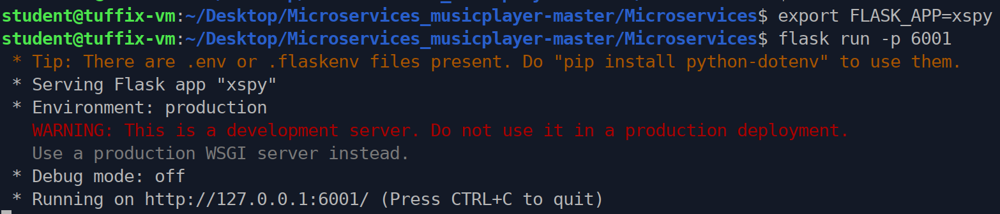 student@tuffix-vm:~/Desktop/Microservices_musicplayer-master/Microservices$ export FLASK_APP=xspy
student@tuffix-vm:~/Desktop/Microservices_musicplayer-master/Microservices$ flask run -p 6001
 * Tip: There are .env or .flaskenv files present. Do "pip install python-dotenv" to use them.
 * Serving Flask app "xspy"
 * Environment: production
   WARNING: This is a development server. Do not use it in a production deployment.
   Use a production WSGI server instead.
 * Debug mode: off
 * Running on http://127.0.0.1:6001/ (Press CTRL+C to quit)